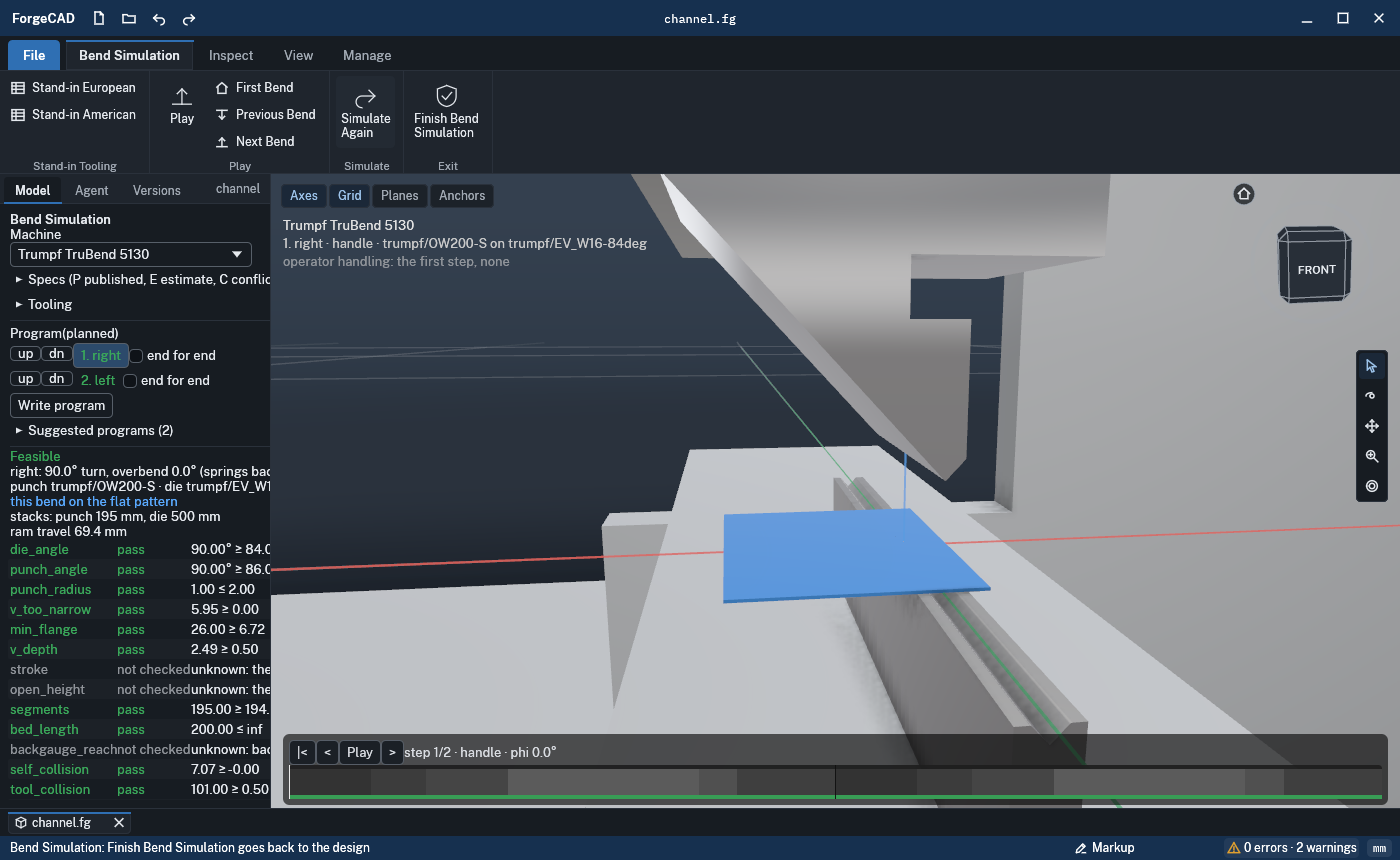 ForgeCAD
channel.fg
File
Bend Simulation
Inspect
View
Manage
Stand-in European
Stand-in American
Stand-in Tooling
Play
First Bend
Previous Bend
Next Bend
Play
Simulate
Again
Simulate
Finish Bend
Simulation
Exit
Model
Agent
Versions
channel
Bend Simulation
Machine
Trumpf TruBend 5130
Specs (P published, E estimate, C conflic
Tooling
Program(planned)
up dn 1. right end for end
up dn 2. left end for end
Write program
Suggested programs (2)
Feasible
right: 90.0° turn, overbend 0.0° (springs bac
punch trumpf/OW200-S · die trumpf/EV_W1
this bend on the flat pattern
stacks: punch 195 mm, die 500 mm
ram travel 69.4 mm
die_angle pass 90.00° ≥ 84.0
punch_angle pass 90.00° ≥ 86.0
punch_radius pass 1.00 ≤ 2.00
v_too_narrow pass 5.95 ≥ 0.00
min_flange pass 26.00 ≥ 6.72
v_depth pass 2.49 ≥ 0.50
stroke not checked unknown: the
open_height not checked unknown: the
segments pass 195.00 ≥ 194.
bed_length pass 200.00 ≤ inf
backgauge_reach not checked unknown: bac
self_collision pass 7.07 ≥ -0.00
tool_collision pass 101.00 ≥ 0.50
Axes
Grid
Planes
Anchors
Trumpf TruBend 5130
1. right · handle · trumpf/OW200-S on trumpf/EV_W16-84deg
operator handling: the first step, none
FRONT
|< < Play > step 1/2 · handle · phi 0.0°
channel.fg
Bend Simulation: Finish Bend Simulation goes back to the design
Markup
0 errors · 2 warnings
mm